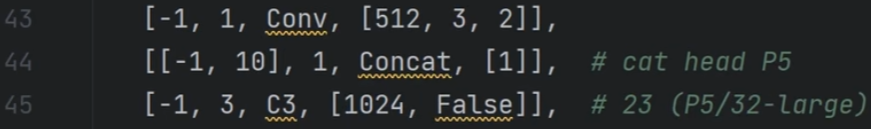 43 [-1, 1, Conv, [512, 3, 2]],
44 [[-1, 10], 1, Concat, [1]], # cat head P5
45 [-1, 3, C3, [1024, False]], # 23 (P5/32-large)